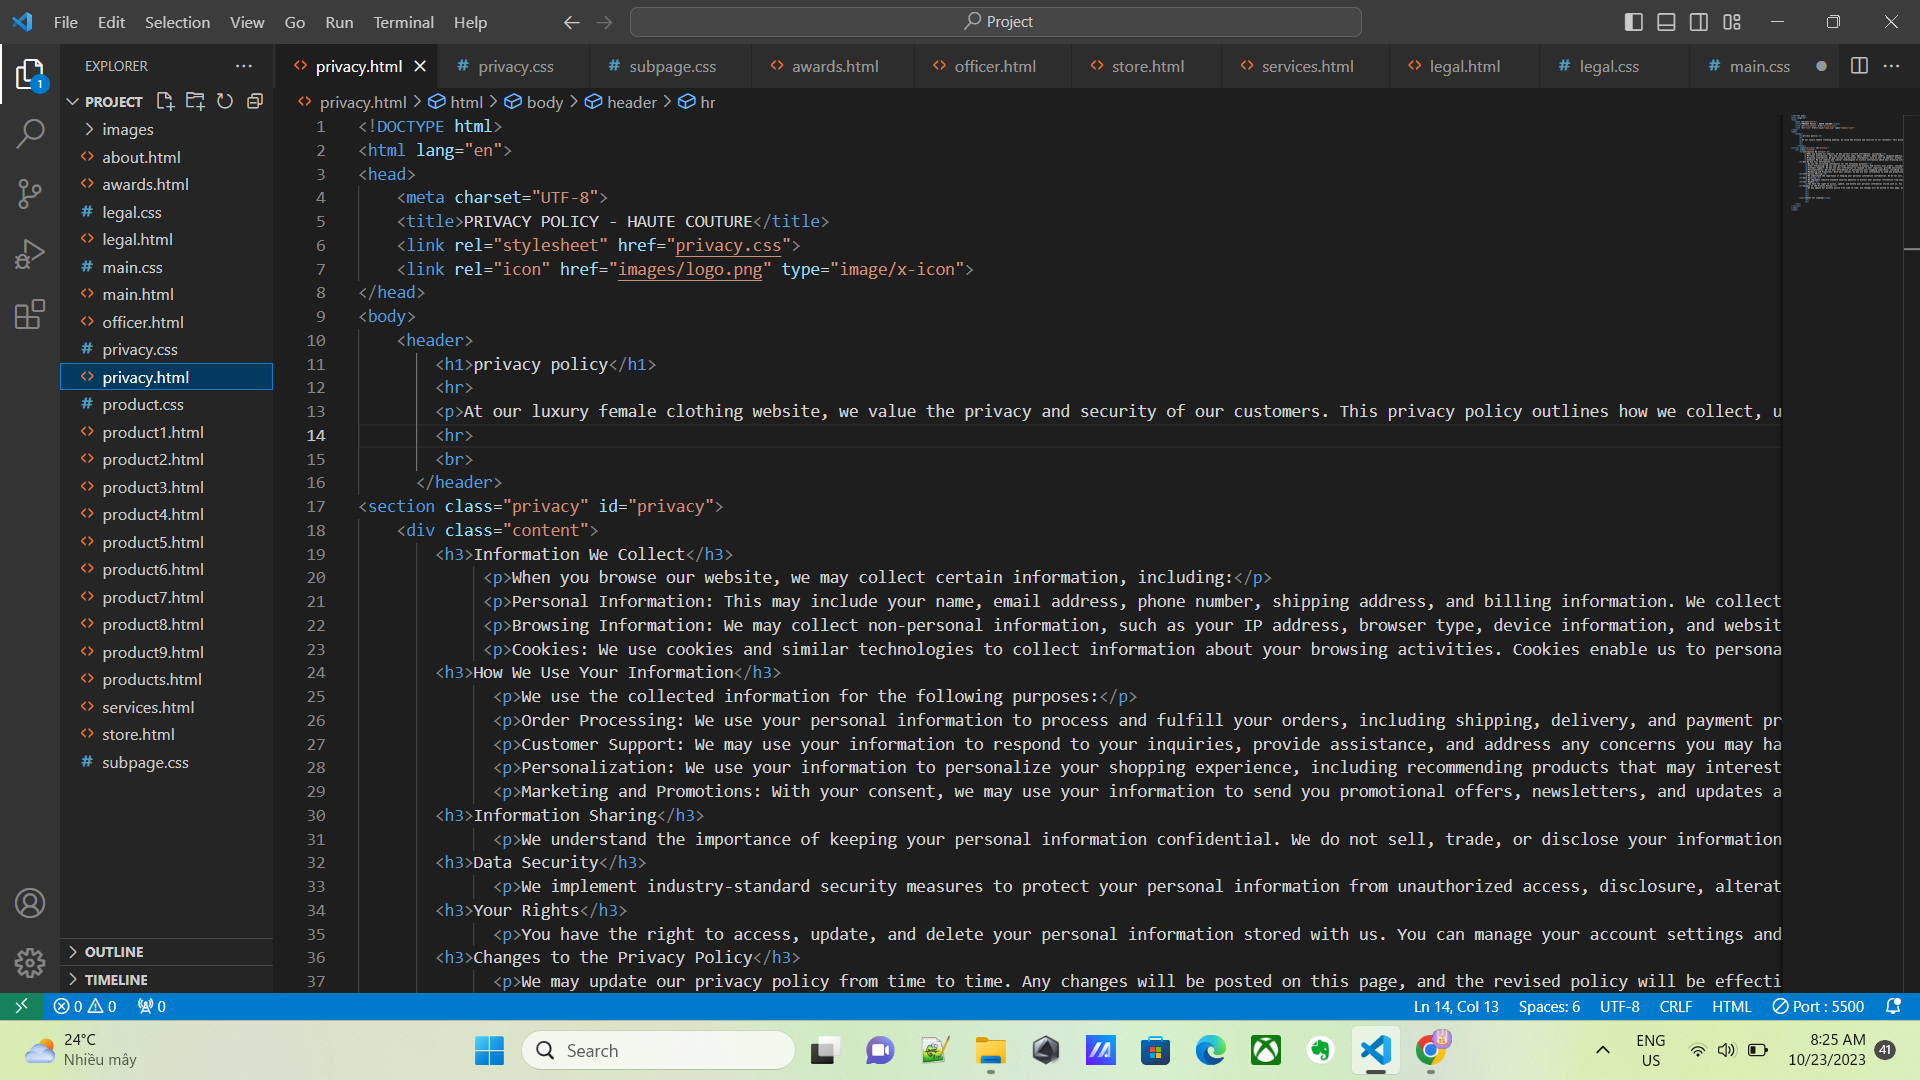 File Edit Selection View Go Run Terminal Help
Project
EXPLORER
1
PROJECT
images
about.html
awards.html
legal.css
legal.html
main.css
main.html
officer.html
privacy.css
privacy.html
product.css
product1.html
product2.html
product3.html
product4.html
product5.html
product6.html
product7.html
product8.html
product9.html
products.html
services.html
store.html
subpage.css
OUTLINE
TIMELINE
privacy.html privacy.css subpage.css awards.html officer.html store.html services.html legal.html legal.css main.css
privacy.html > html > body > header > hr
1 <!DOCTYPE html>
2 <html lang="en">
3 <head>
4 <meta charset="UTF-8">
5 <title>PRIVACY POLICY - HAUTE COUTURE</title>
6 <link rel="stylesheet" href="privacy.css">
7 <link rel="icon" href="images/logo.png" type="image/x-icon">
8 </head>
9 <body>
10 <header>
11 <h1>privacy policy</h1>
12 <hr>
13 <p>At our luxury female clothing website, we value the privacy and security of our customers. This privacy policy outlines how we collect, u
14 <hr>
15 <br>
16 </header>
17 <section class="privacy" id="privacy">
18 <div class="content">
19 <h3>Information We Collect</h3>
20 <p>When you browse our website, we may collect certain information, including:</p>
21 <p>Personal Information: This may include your name, email address, phone number, shipping address, and billing information. We collect
22 <p>Browsing Information: We may collect non-personal information, such as your IP address, browser type, device information, and websit
23 <p>Cookies: We use cookies and similar technologies to collect information about your browsing activities. Cookies enable us to persona
24 <h3>How We Use Your Information</h3>
25 <p>We use the collected information for the following purposes:</p>
26 <p>Order Processing: We use your personal information to process and fulfill your orders, including shipping, delivery, and payment pr
27 <p>Customer Support: We may use your information to respond to your inquiries, provide assistance, and address any concerns you may ha
28 <p>Personalization: We use your information to personalize your shopping experience, including recommending products that may interest
29 <p>Marketing and Promotions: With your consent, we may use your information to send you promotional offers, newsletters, and updates a
30 <h3>Information Sharing</h3>
31 <p>We understand the importance of keeping your personal information confidential. We do not sell, trade, or disclose your information
32 <h3>Data Security</h3>
33 <p>We implement industry-standard security measures to protect your personal information from unauthorized access, disclosure, alterat
34 <h3>Your Rights</h3>
35 <p>You have the right to access, update, and delete your personal information stored with us. You can manage your account settings and
36 <h3>Changes to the Privacy Policy</h3>
37 <p>We may update our privacy policy from time to time. Any changes will be posted on this page, and the revised policy will be effecti
0 0 0 Ln 14, Col 13 Spaces: 6 UTF-8 CRLF HTML Port : 5500
24°C
Nhiều mây
Search
ENG
US
8:25 AM
10/23/2023
41